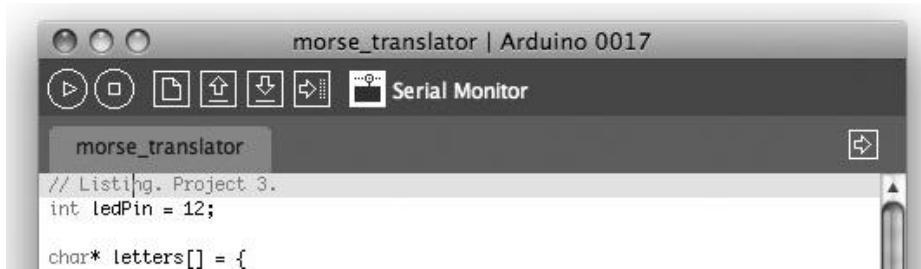 morse_translator | Arduino 0017
Serial Monitor
morse_translator
// Listing. Project 3.
int ledPin = 12;
char* letters[] = {